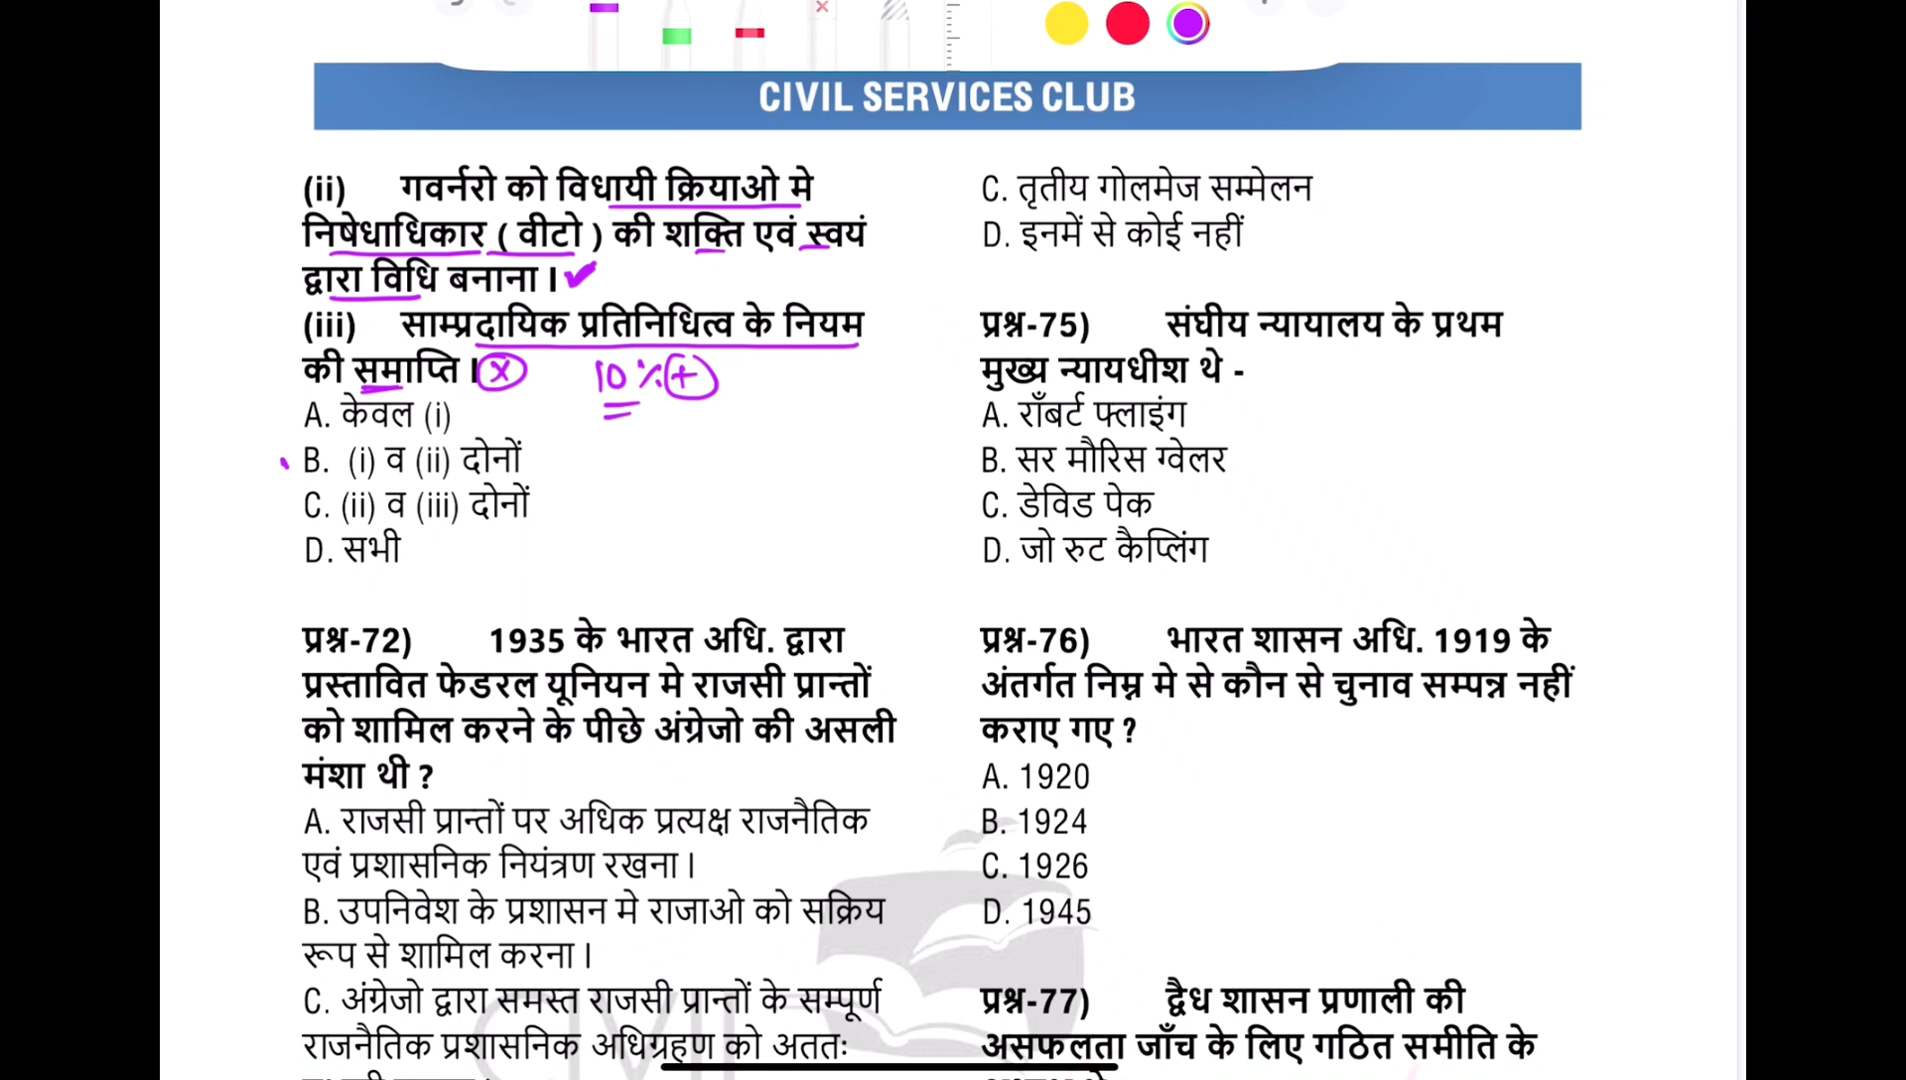 CIVIL SERVICES CLUB
(ii) गवर्नरो को विधायी क्रियाओ मे
निषेधाधिकार ( वीटो ) की शक्ति एवं स्वयं
द्वारा विधि बनाना ।
(iii) साम्प्रदायिक प्रतिनिधित्व के नियम
की समाप्ति । x 10 % +
A. केवल (i)
B. (i) व (ii) दोनों
C. (ii) व (iii) दोनों
D. सभी
प्रश्न-72) 1935 के भारत अधि. द्वारा
प्रस्तावित फेडरल यूनियन मे राजसी प्रान्तों
को शामिल करने के पीछे अंग्रेजो की असली
मंशा थी ?
A. राजसी प्रान्तों पर अधिक प्रत्यक्ष राजनैतिक
एवं प्रशासनिक नियंत्रण रखना ।
B. उपनिवेश के प्रशासन मे राजाओ को सक्रिय
रूप से शामिल करना ।
C. अंग्रेजो द्वारा समस्त राजसी प्रान्तों के सम्पूर्ण
राजनैतिक प्रशासनिक अधिग्रहण को अततः
C. तृतीय गोलमेज सम्मेलन
D. इनमें से कोई नहीं
प्रश्न-75) संघीय न्यायालय के प्रथम
मुख्य न्यायधीश थे -
A. रॉंबर्ट फ्लाइंग
B. सर मौरिस ग्वेलर
C. डेविड पेक
D. जो रुट कैप्लिंग
प्रश्न-76) भारत शासन अधि. 1919 के
अंतर्गत निम्न मे से कौन से चुनाव सम्पन्न नहीं
कराए गए ?
A. 1920
B. 1924
C. 1926
D. 1945
प्रश्न-77) द्वैध शासन प्रणाली की
असफलता जाँच के लिए गठित समीति के